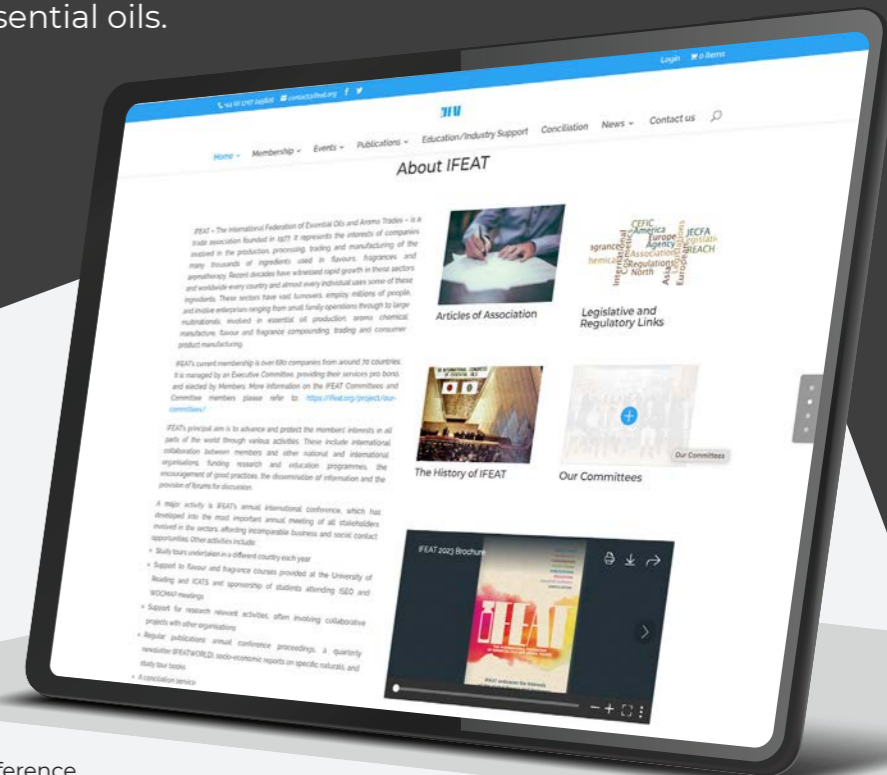 sential oils.
Login 0 Items
contact@ifeat.org
Home Membership Events Publications Education/Industry Support Conciliation News Contact us
About IFEAT
IFEAT – The International Federation of Essential Oils and Aroma Trades – is a
trade association founded in 1977. It represents the interests of companies
involved in the production, processing, trading and manufacturing of the
many thousands of ingredients used in flavours, fragrances and
aromatherapy. Recent decades have witnessed rapid growth in these sectors
and worldwide every country and almost every individual uses some of these
ingredients. These sectors have vast turnovers, employ millions of people,
and involve enterprises ranging from small family operations through to large
multinationals, involved in essential oil production, aroma chemical
manufacture, flavour and fragrance compounding, trading and consumer
product manufacturing.
IFEAT's current membership is over 680 companies from around 70 countries.
It is managed by an Executive Committee, providing their services pro bono,
and elected by Members. More information on the IFEAT Committees and
Committee members please refer to: https://ifeat.org/project/our-
committees/
IFEAT's principal aim is to advance and protect the members' interests in all
parts of the world through various activities. These include international
collaboration between members and other national and international
organisations, funding research and education programmes, the
encouragement of good practices, the dissemination of information and the
provision of forums for discussion.
A major activity is IFEAT's annual international conference, which has
developed into the most important annual meeting of all stakeholders
involved in the sectors, affording incomparable business and social contact
opportunities. Other activities include:
Study tours undertaken in a different country each year
Support to flavour and fragrance courses provided at the University of
Reading and ICATS and sponsorship of students attending ISEO and
WOCMAP meetings
Support for research relevant activities, often involving collaborative
projects with other organisations
Regular publications: annual conference proceedings, a quarterly
newsletter (IFEATWORLD), socio-economic reports on specific naturals, and
study tour books
A conciliation service
Articles of Association
CEFIC
America
Europe
JECFA
agrance
Agency
Legislati
Association
REACH
hemica
International
Cosmetics
Regulations
North
Asia
European
Legislations
Legislative and
Regulatory Links
INTERNATIONAL CONGRESS
OF ESSENTIAL OILS
The History of IFEAT
Our Committees
Our Committees
IFEAT 2023 Brochure
IFEAT
IFEAT embraces the interests
ference